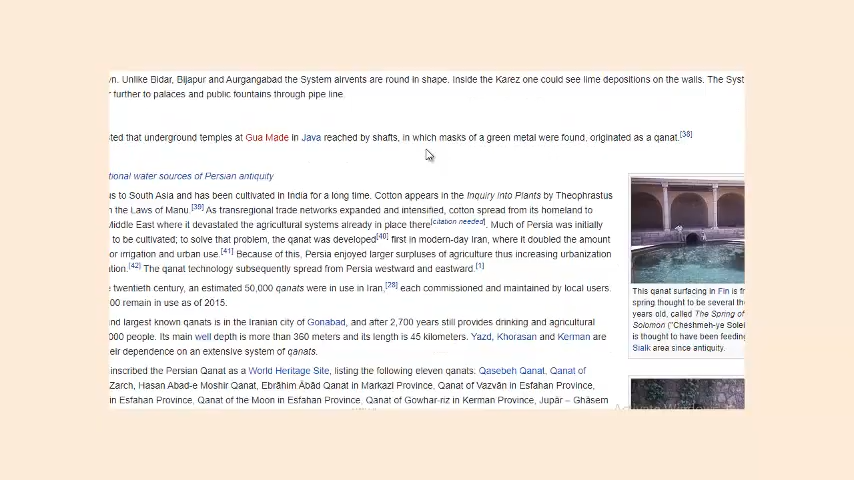 vn. Unlike Bidar, Bijapur and Aurgangabad the System airvents are round in shape. Inside the Karez one could see lime depositions on the walls. The Syst
further to palaces and public fountains through pipe line.
ted that underground temples at Gua Made in Java reached by shafts, in which masks of a green metal were found, originated as a qanat.[38]
tional water sources of Persian antiquity
us to South Asia and has been cultivated in India for a long time. Cotton appears in the Inquiry into Plants by Theophrastus
n the Laws of Manu.[39] As transregional trade networks expanded and intensified, cotton spread from its homeland to
Middle East where it devastated the agricultural systems already in place there[citation needed]. Much of Persia was initially
to be cultivated; to solve that problem, the qanat was developed[40] first in modern-day Iran, where it doubled the amount
or irrigation and urban use.[41] Because of this, Persia enjoyed larger surpluses of agriculture thus increasing urbanization
tion.[42] The qanat technology subsequently spread from Persia westward and eastward.[1]
twentieth century, an estimated 50,000 qanats were in use in Iran,[28] each commissioned and maintained by local users.
00 remain in use as of 2015.
nd largest known qanats is in the Iranian city of Gonabad, and after 2,700 years still provides drinking and agricultural
000 people. Its main well depth is more than 360 meters and its length is 45 kilometers. Yazd, Khorasan and Kerman are
eir dependence on an extensive system of qanats.
inscribed the Persian Qanat as a World Heritage Site, listing the following eleven qanats: Qasebeh Qanat, Qanat of
Zarch, Hasan Abad-e Moshir Qanat, Ebrāhim Ābād Qanat in Markazi Province, Qanat of Vazvān in Esfahan Province,
in Esfahan Province, Qanat of the Moon in Esfahan Province, Qanat of Gowhar-riz in Kerman Province, Jupār – Ghāsem
This qanat surfacing in Fin is fr
spring thought to be several th
years old, called The Spring of
Solomon ("Cheshmeh-ye Solei
is thought to have been feeding
Sialk area since antiquity.